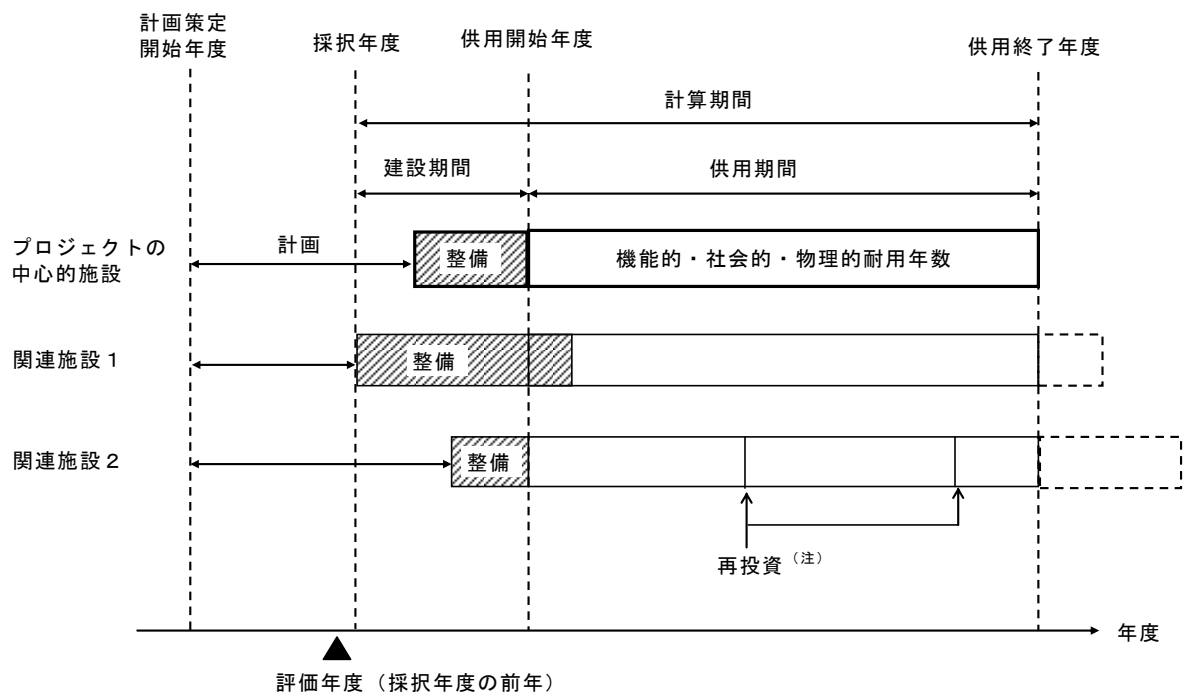 計画策定
開始年度
採択年度
供用開始年度
供用終了年度
計算期間
建設期間
供用期間
プロジェクトの
中心的施設
計画
整備
機能的・社会的・物理的耐用年数
関連施設1
整備
関連施設2
整備
再投資(注)
年度
評価年度(採択年度の前年)